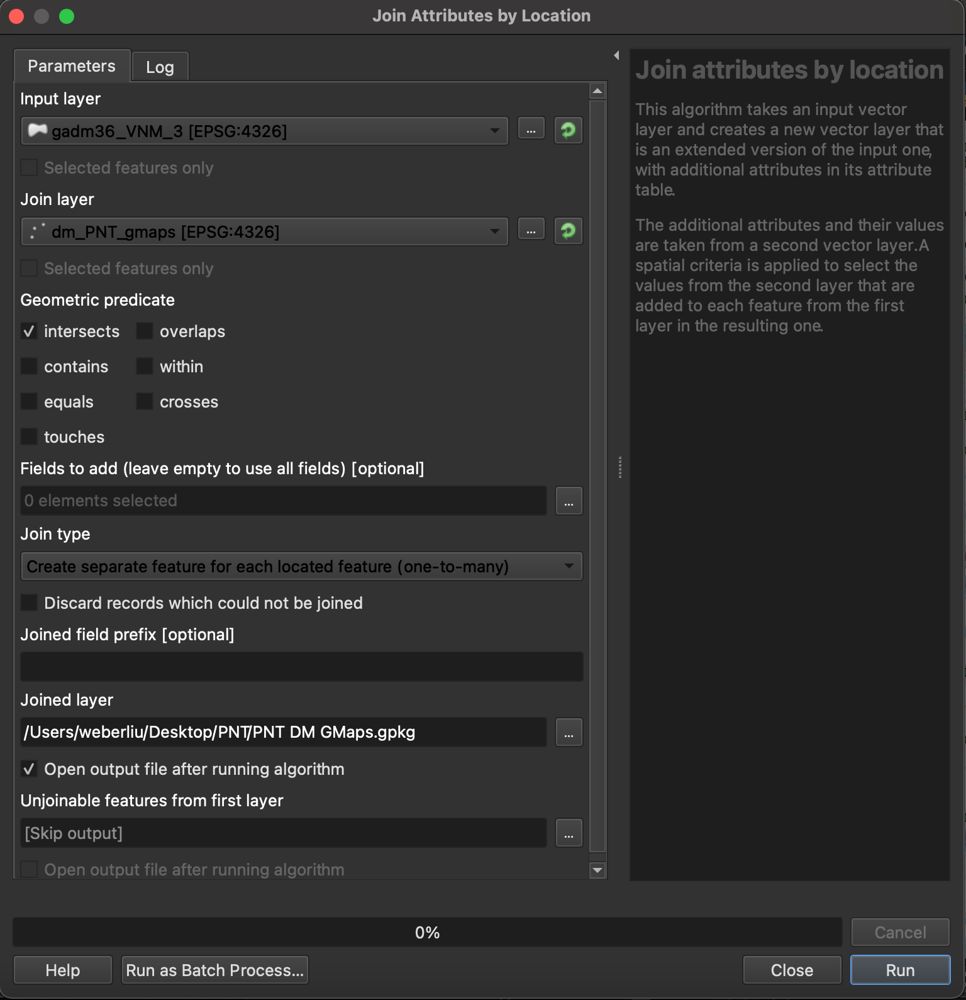 Join Attributes by Location
Parameters
Log
Input layer
gadm36_VNM_3 [EPSG:4326]
...
Selected features only
Join layer
dm_PNT_gmaps [EPSG:4326]
...
Selected features only
Geometric predicate
intersects
overlaps
contains
within
equals
crosses
touches
Fields to add (leave empty to use all fields) [optional]
0 elements selected
...
Join type
Create separate feature for each located feature (one-to-many)
Discard records which could not be joined
Joined field prefix [optional]
Joined layer
/Users/weberliu/Desktop/PNT/PNT DM GMaps.gpkg
...
Open output file after running algorithm
Unjoinable features from first layer
[Skip output]
...
Open output file after running algorithm
Join attributes by location
This algorithm takes an input vector
layer and creates a new vector layer that
is an extended version of the input one,
with additional attributes in its attribute
table.
The additional attributes and their values
are taken from a second vector layer.A
spatial criteria is applied to select the
values from the second layer that are
added to each feature from the first
layer in the resulting one.
0%
Cancel
Help
Run as Batch Process...
Close
Run